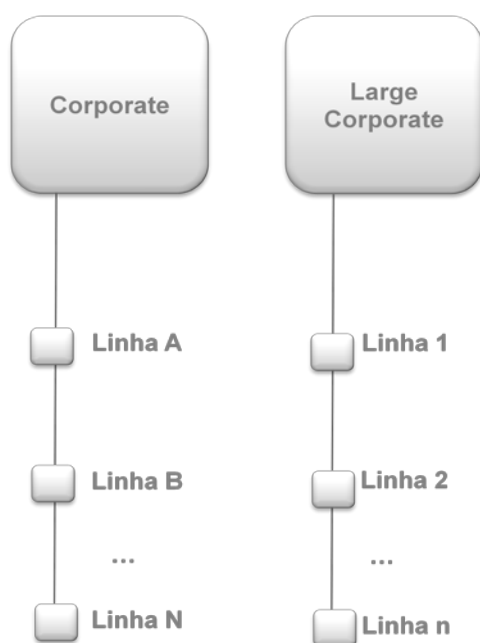 Corporate
Large
Corporate
Linha A
Linha 1
Linha B
Linha 2
...
...
Linha N
Linha n